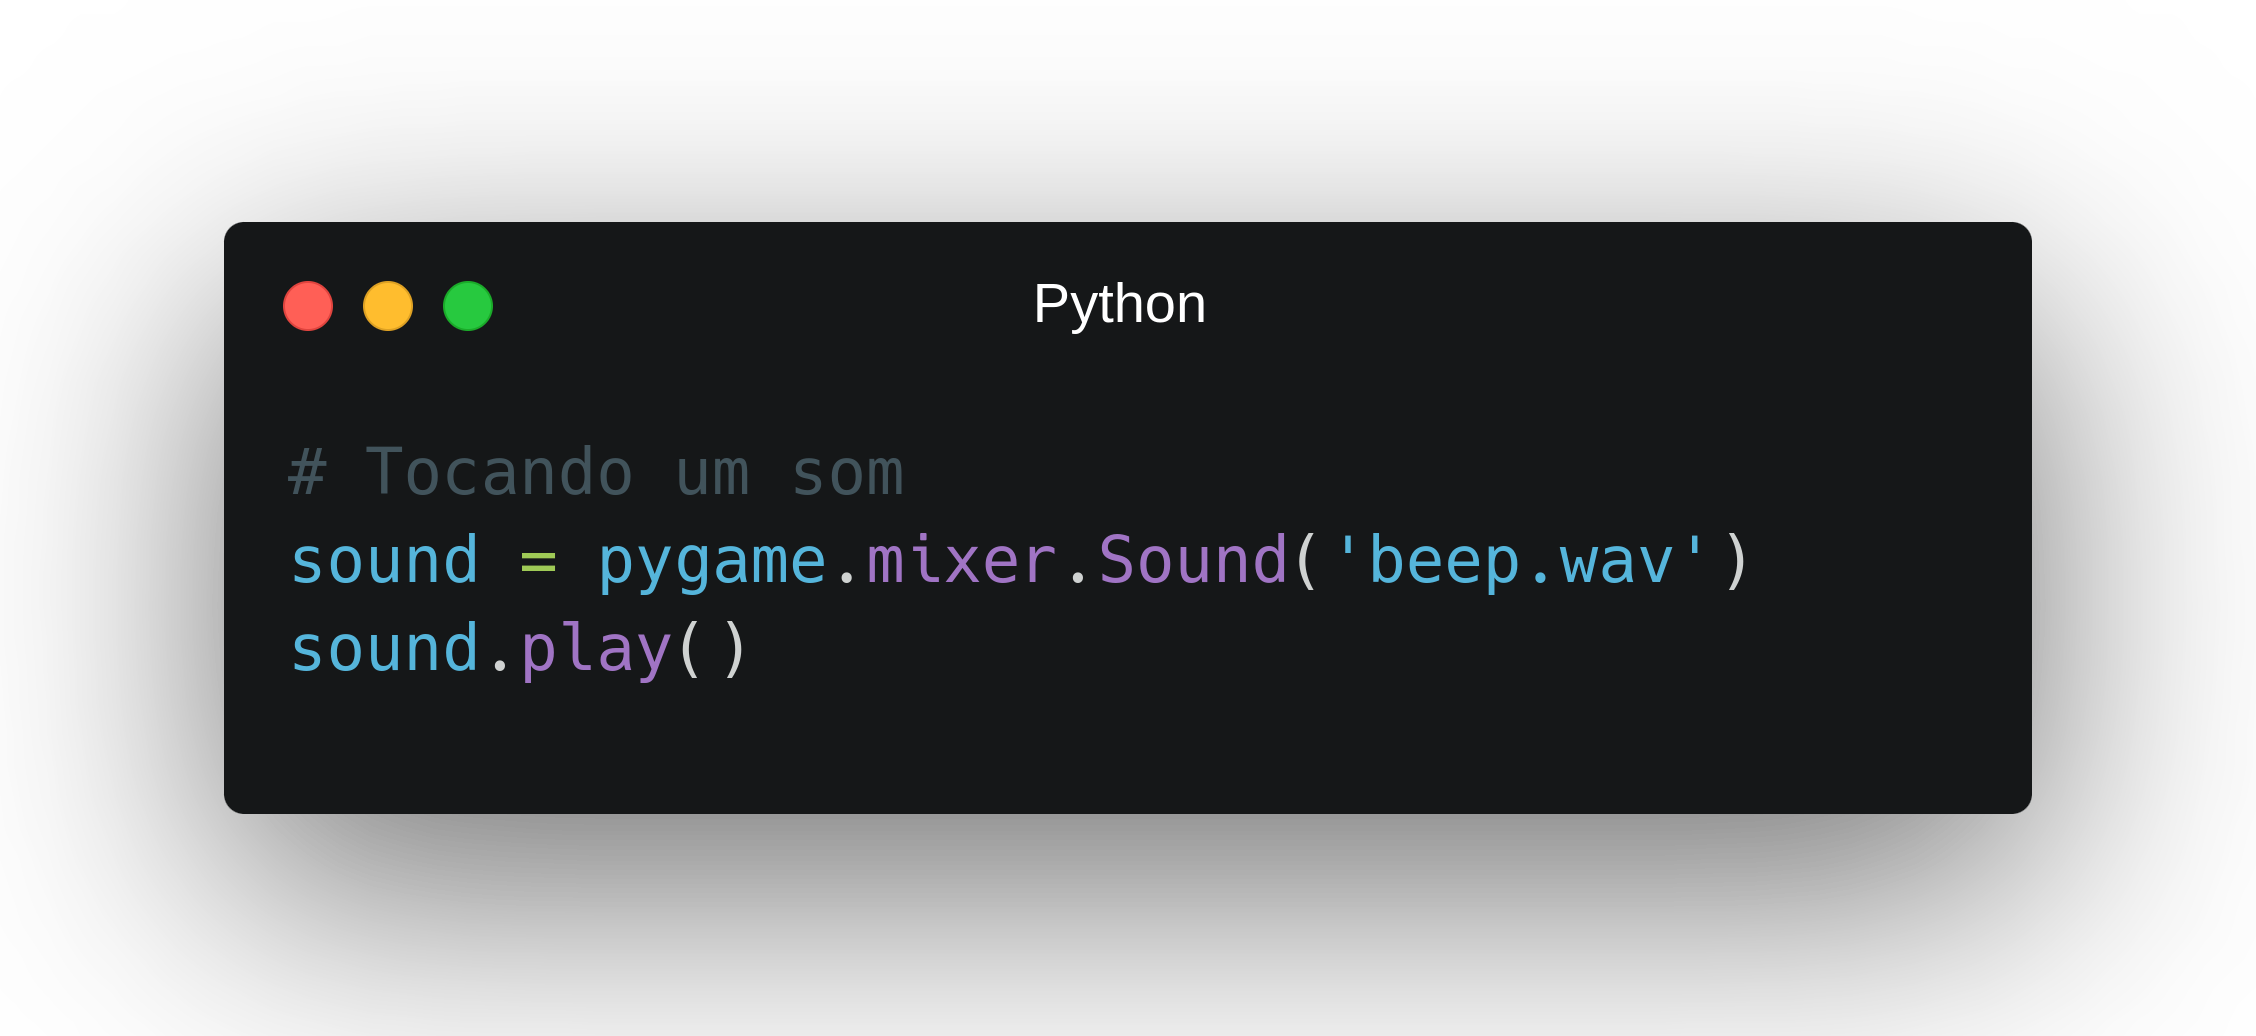 Python
# Tocando um som
sound = pygame.mixer.Sound('beep.wav')
sound.play()